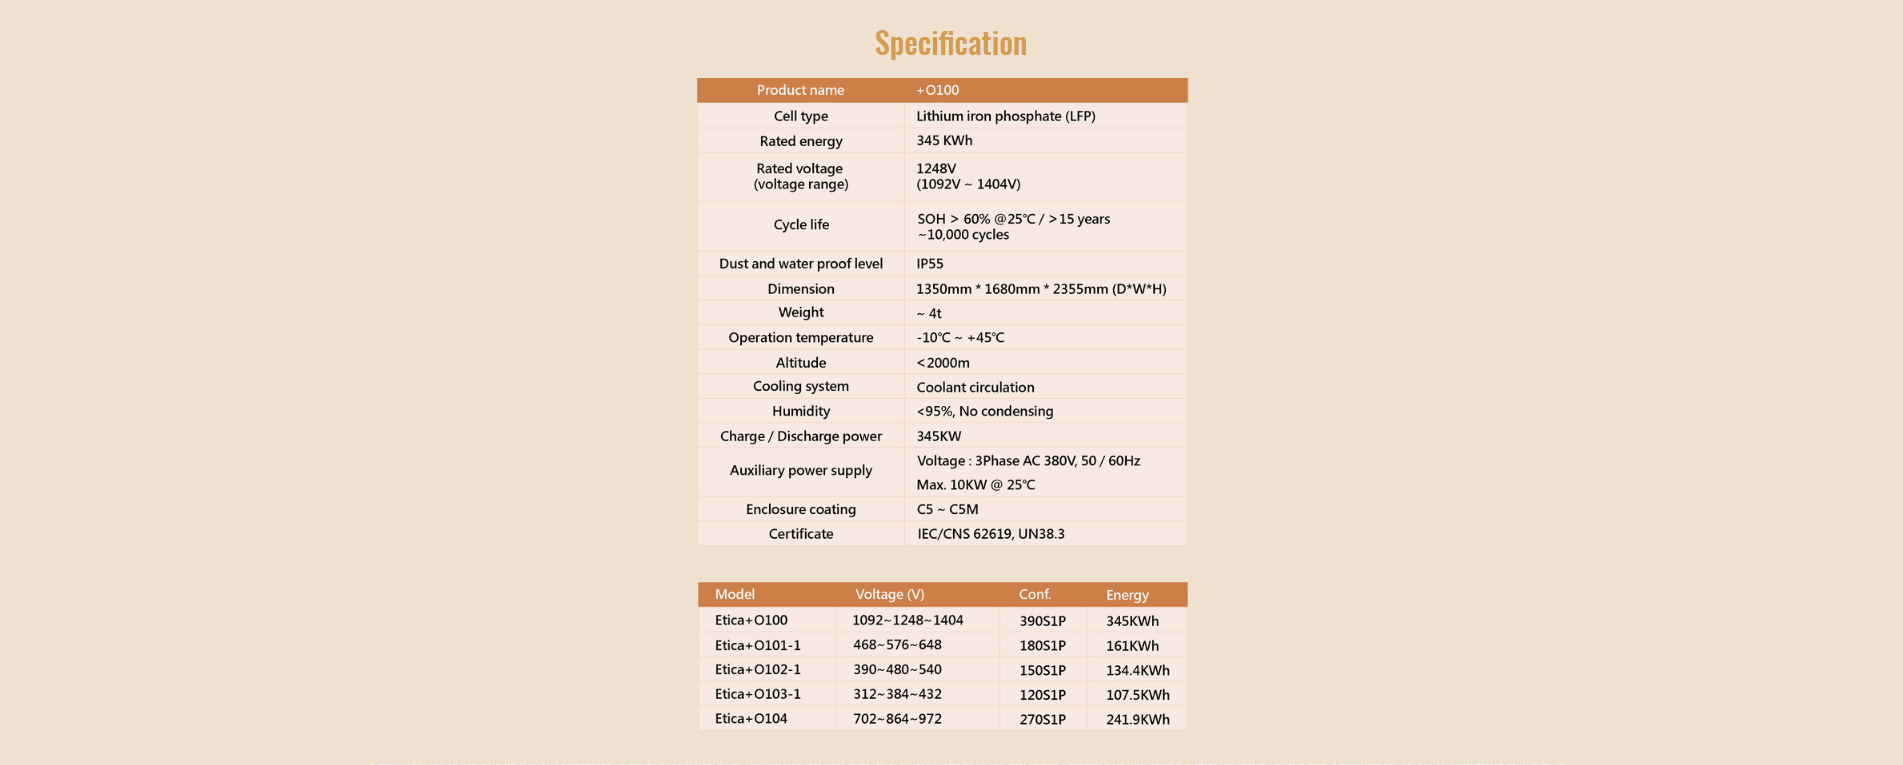 Specification
Product name +O100
Cell type Lithium iron phosphate (LFP)
Rated energy 345 KWh
Rated voltage 1248V
(voltage range) (1092V ~ 1404V)
Cycle life SOH > 60% @25℃ / >15 years
~10,000 cycles
Dust and water proof level IP55
Dimension 1350mm * 1680mm * 2355mm (D*W*H)
Weight ~ 4t
Operation temperature -10℃ ~ +45℃
Altitude <2000m
Cooling system Coolant circulation
Humidity <95%, No condensing
Charge / Discharge power 345KW
Auxiliary power supply Voltage : 3Phase AC 380V, 50 / 60Hz
Max. 10KW @ 25℃
Enclosure coating C5 ~ C5M
Certificate IEC/CNS 62619, UN38.3
Model Voltage (V) Conf. Energy
Etica+O100 1092~1248~1404 390S1P 345KWh
Etica+O101-1 468~576~648 180S1P 161KWh
Etica+O102-1 390~480~540 150S1P 134.4KWh
Etica+O103-1 312~384~432 120S1P 107.5KWh
Etica+O104 702~864~972 270S1P 241.9KWh